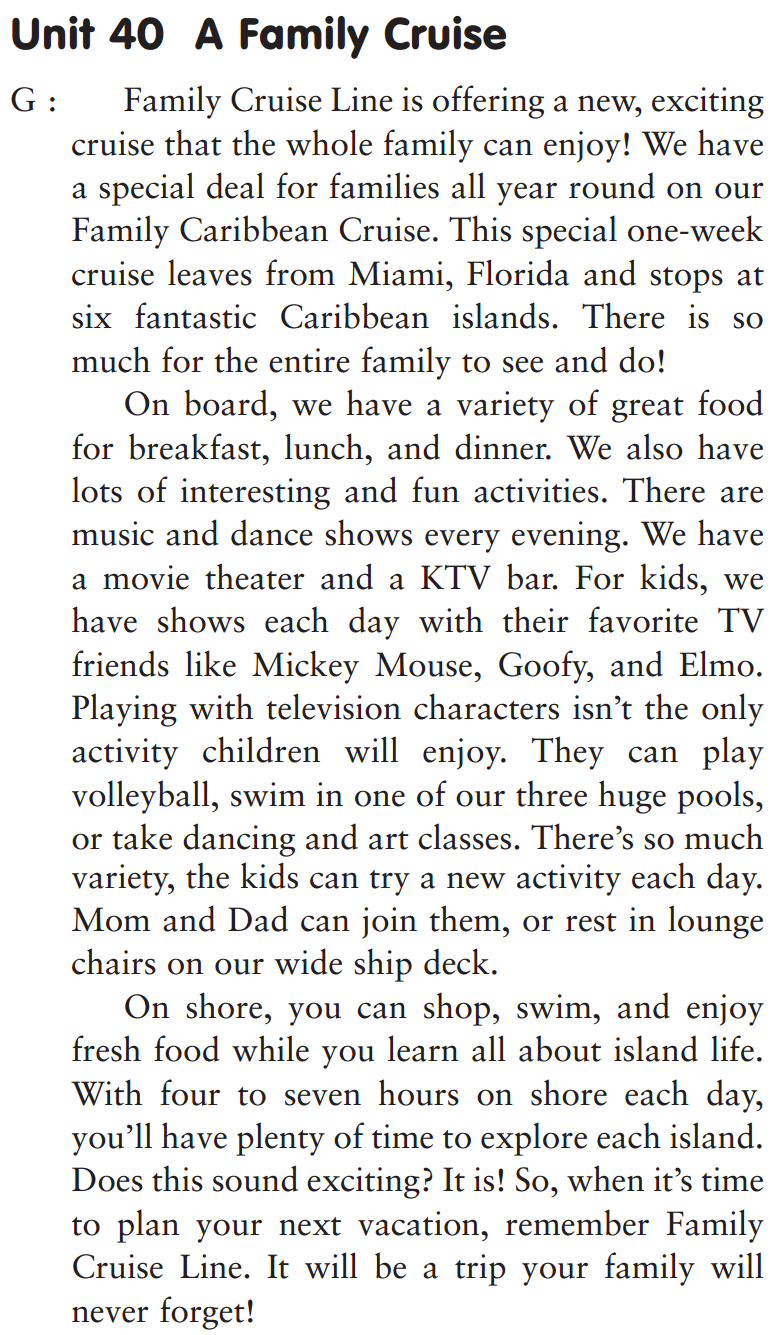 Unit 40 A Family Cruise
G : Family Cruise Line is offering a new, exciting
cruise that the whole family can enjoy! We have
a special deal for families all year round on our
Family Caribbean Cruise. This special one-week
cruise leaves from Miami, Florida and stops at
six fantastic Caribbean islands. There is so
much for the entire family to see and do!
On board, we have a variety of great food
for breakfast, lunch, and dinner. We also have
lots of interesting and fun activities. There are
music and dance shows every evening. We have
a movie theater and a KTV bar. For kids, we
have shows each day with their favorite TV
friends like Mickey Mouse, Goofy, and Elmo.
Playing with television characters isn’t the only
activity children will enjoy. They can play
volleyball, swim in one of our three huge pools,
or take dancing and art classes. There’s so much
variety, the kids can try a new activity each day.
Mom and Dad can join them, or rest in lounge
chairs on our wide ship deck.
On shore, you can shop, swim, and enjoy
fresh food while you learn all about island life.
With four to seven hours on shore each day,
you’ll have plenty of time to explore each island.
Does this sound exciting? It is! So, when it’s time
to plan your next vacation, remember Family
Cruise Line. It will be a trip your family will
never forget!